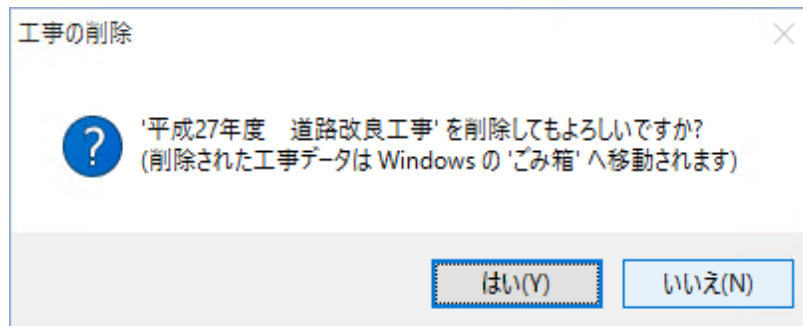 工事の削除
'平成27年度　道路改良工事' を削除してもよろしいですか?
(削除された工事データは Windows の 'ごみ箱' へ移動されます)
はい(Y)
いいえ(N)